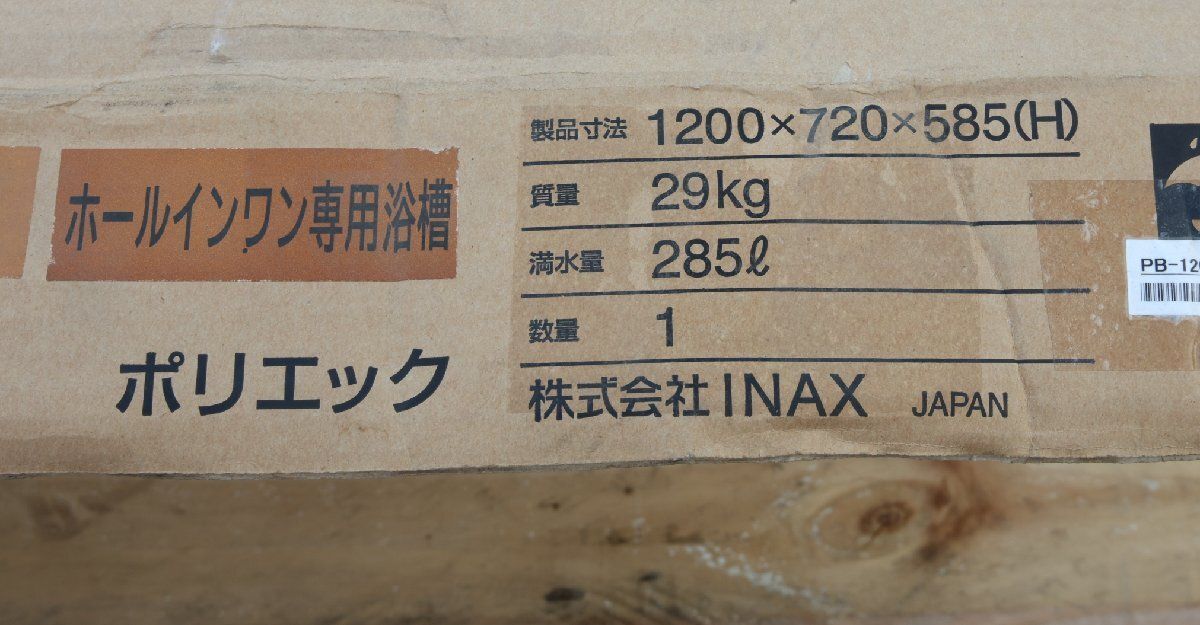 ホールインワン専用浴槽
ポリエック
製品寸法 1200×720×585(H)
質量 29kg
満水量 285ℓ
数量 1
株式会社INAX JAPAN